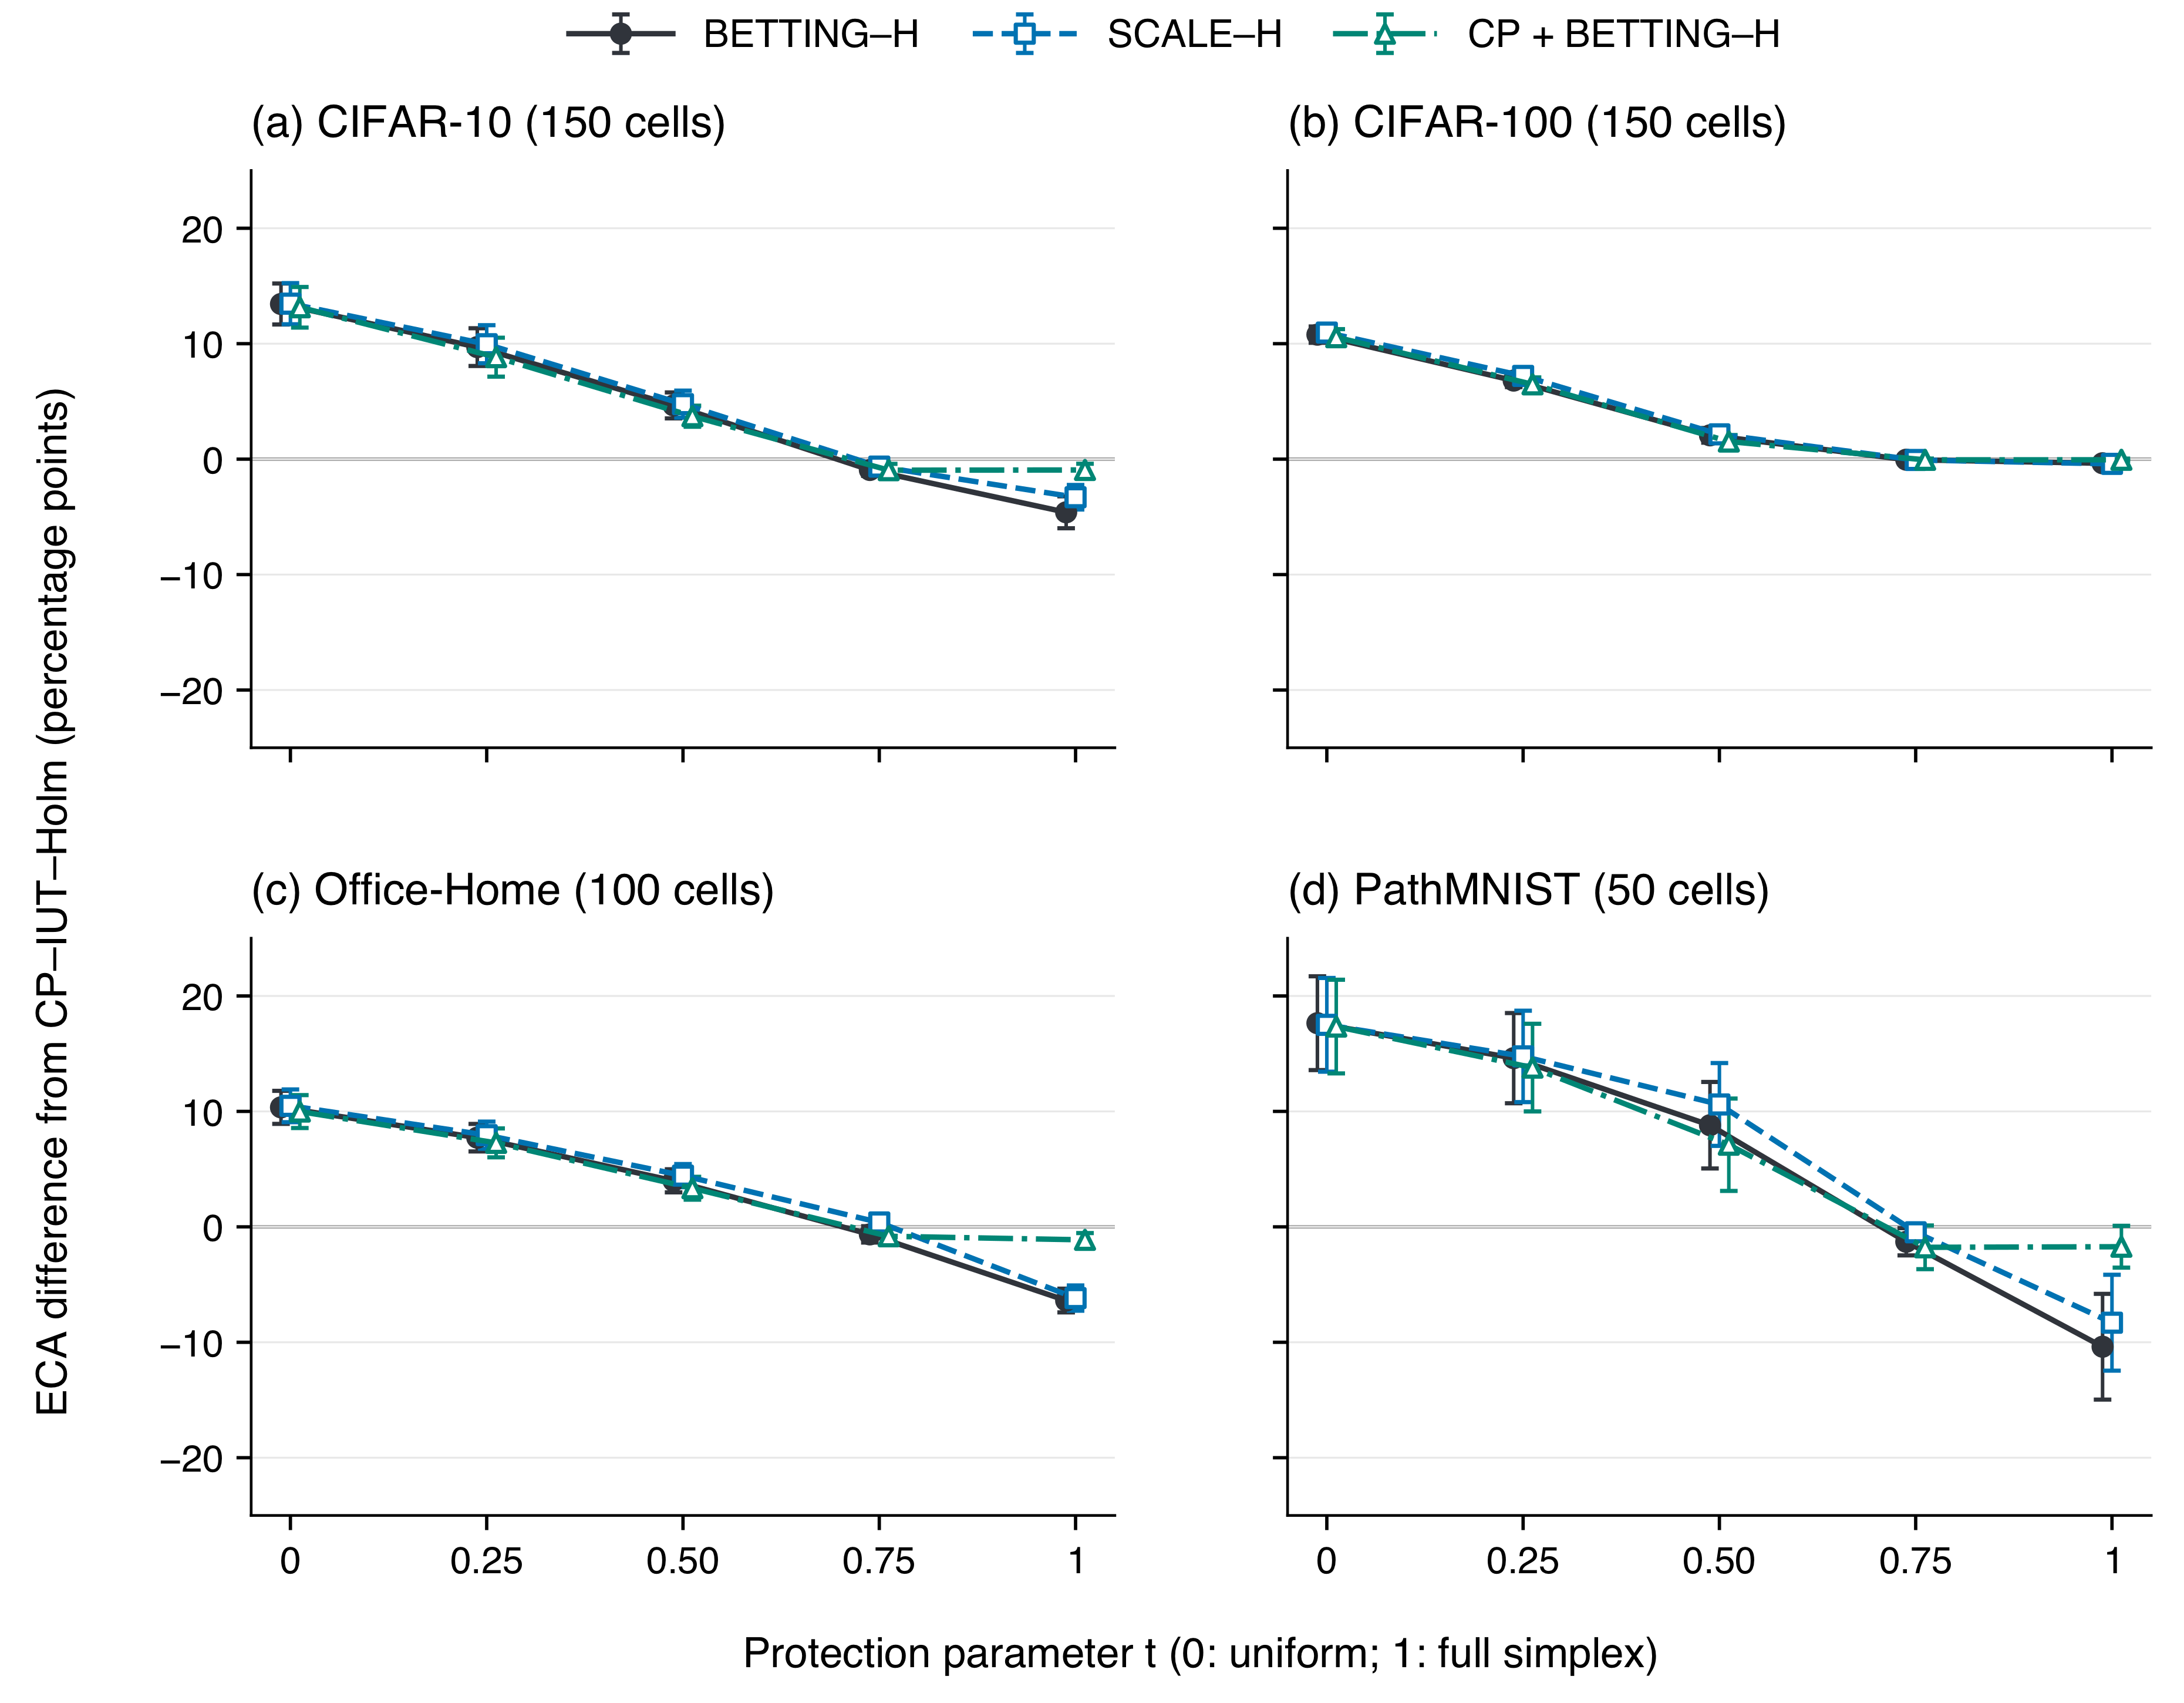 BETTING–H SCALE–H CP + BETTING–H
(a) CIFAR-10 (150 cells)
20
10
0
−10
−20
(b) CIFAR-100 (150 cells)
ECA difference from CP–IUT–Holm (percentage points)
(c) Office-Home (100 cells)
20
10
0
−10
−20
0 0.25 0.50 0.75 1
(d) PathMNIST (50 cells)
0 0.25 0.50 0.75 1
Protection parameter t (0: uniform; 1: full simplex)